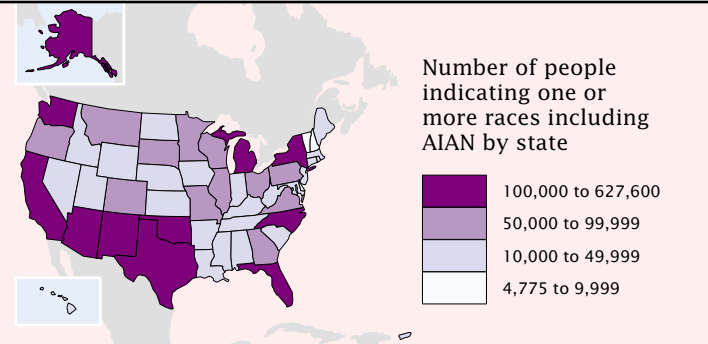 Number of people
indicating one or
more races including
AIAN by state
100,000 to 627,600
50,000 to 99,999
10,000 to 49,999
4,775 to 9,999